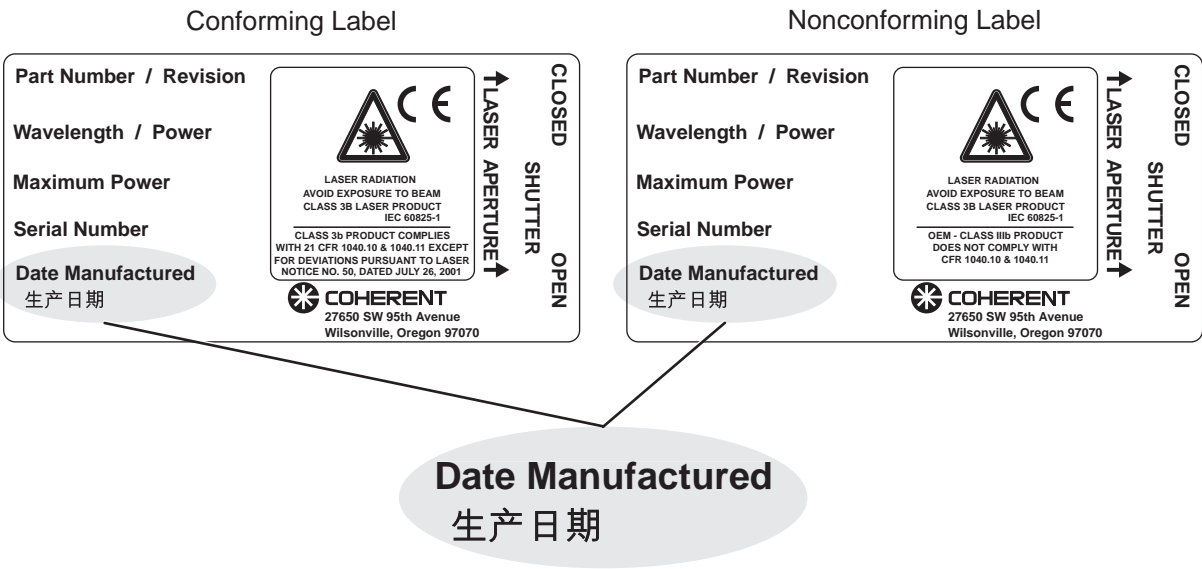 Conforming Label
Part Number / Revision
Wavelength / Power
Maximum Power
Serial Number
Date Manufactured
生产日期
CE
LASER RADIATION
AVOID EXPOSURE TO BEAM
CLASS 3B LASER PRODUCT
IEC 60825-1
CLASS 3b PRODUCT COMPLIES
WITH 21 CFR 1040.10 & 1040.11 EXCEPT
FOR DEVIATIONS PURSUANT TO LASER
NOTICE NO. 50, DATED JULY 26, 2001
COHERENT
27650 SW 95th Avenue
Wilsonville, Oregon 97070
LASER APERTURE
SHUTTER
CLOSED
OPEN
Nonconforming Label
Part Number / Revision
Wavelength / Power
Maximum Power
Serial Number
Date Manufactured
生产日期
CE
LASER RADIATION
AVOID EXPOSURE TO BEAM
CLASS 3B LASER PRODUCT
IEC 60825-1
OEM - CLASS IIIb PRODUCT
DOES NOT COMPLY WITH
CFR 1040.10 & 1040.11
COHERENT
27650 SW 95th Avenue
Wilsonville, Oregon 97070
LASER APERTURE
SHUTTER
CLOSED
OPEN
Date Manufactured
生产日期